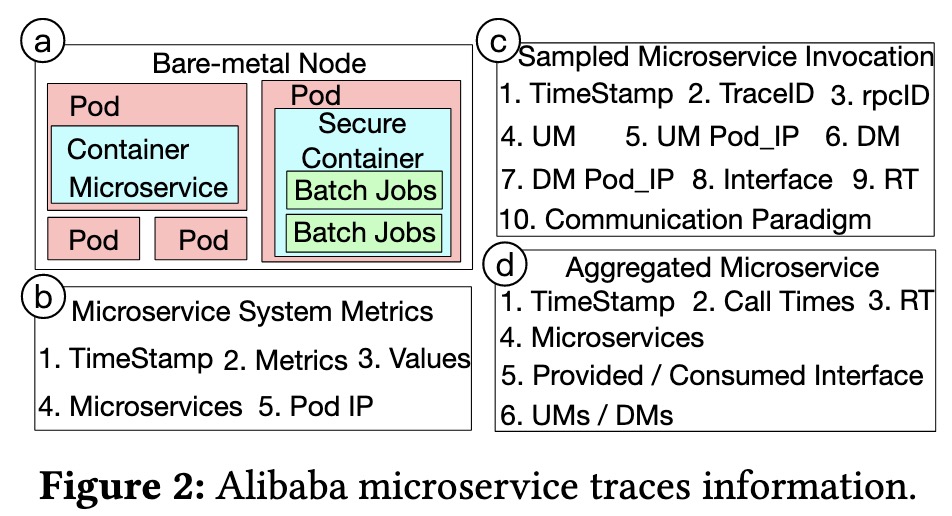 a
Bare-metal Node
Pod
Container
Microservice
Pod
Pod
Pod
Secure
Container
Batch Jobs
Batch Jobs
b
Microservice System Metrics
1. TimeStamp 2. Metrics 3. Values
4. Microservices 5. Pod IP
c
Sampled Microservice Invocation
1. TimeStamp 2. TraceID 3. rpcID
4. UM 5. UM Pod_IP 6. DM
7. DM Pod_IP 8. Interface 9. RT
10. Communication Paradigm
d
Aggregated Microservice
1. TimeStamp 2. Call Times 3. RT
4. Microservices
5. Provided / Consumed Interface
6. UMs / DMs
Figure 2: Alibaba microservice traces information.